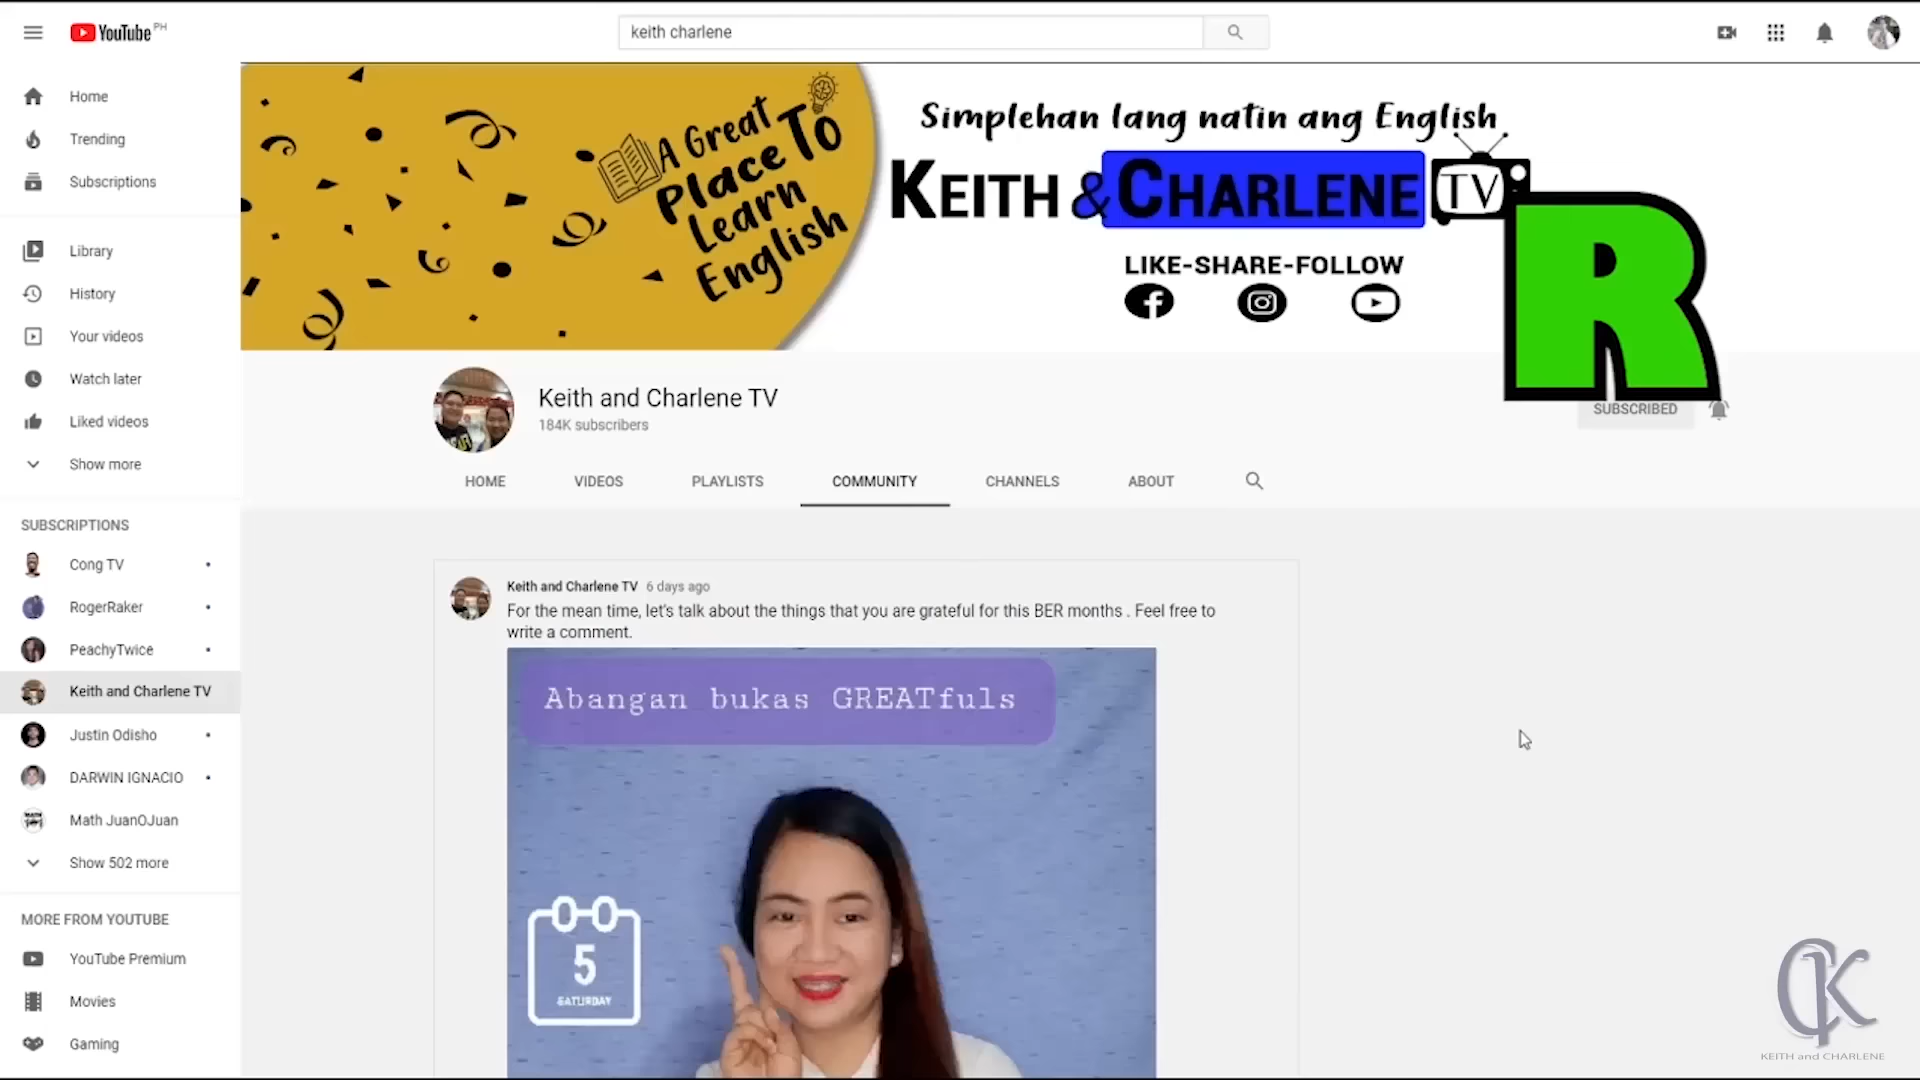 YouTube PH
keith charlene
Home
Trending
Subscriptions
Library
History
Your videos
Watch later
Liked videos
Show more
SUBSCRIPTIONS
Cong TV
RogerRaker
PeachyTwice
Keith and Charlene TV
Justin Odisho
DARWIN IGNACIO
Math JuanOJuan
Show 502 more
MORE FROM YOUTUBE
YouTube Premium
Movies
Gaming
A Great
Place To
Learn
English
Simplehan lang natin ang English
KEITH & CHARLENE TV
R
LIKE-SHARE-FOLLOW
Keith and Charlene TV
184K subscribers
SUBSCRIBED
HOME VIDEOS PLAYLISTS COMMUNITY CHANNELS ABOUT
Keith and Charlene TV 6 days ago
For the mean time, let's talk about the things that you are grateful for this BER months . Feel free to
write a comment.
Abangan bukas GREATfuls
5
SATURDAY
CK
KEITH and CHARLENE